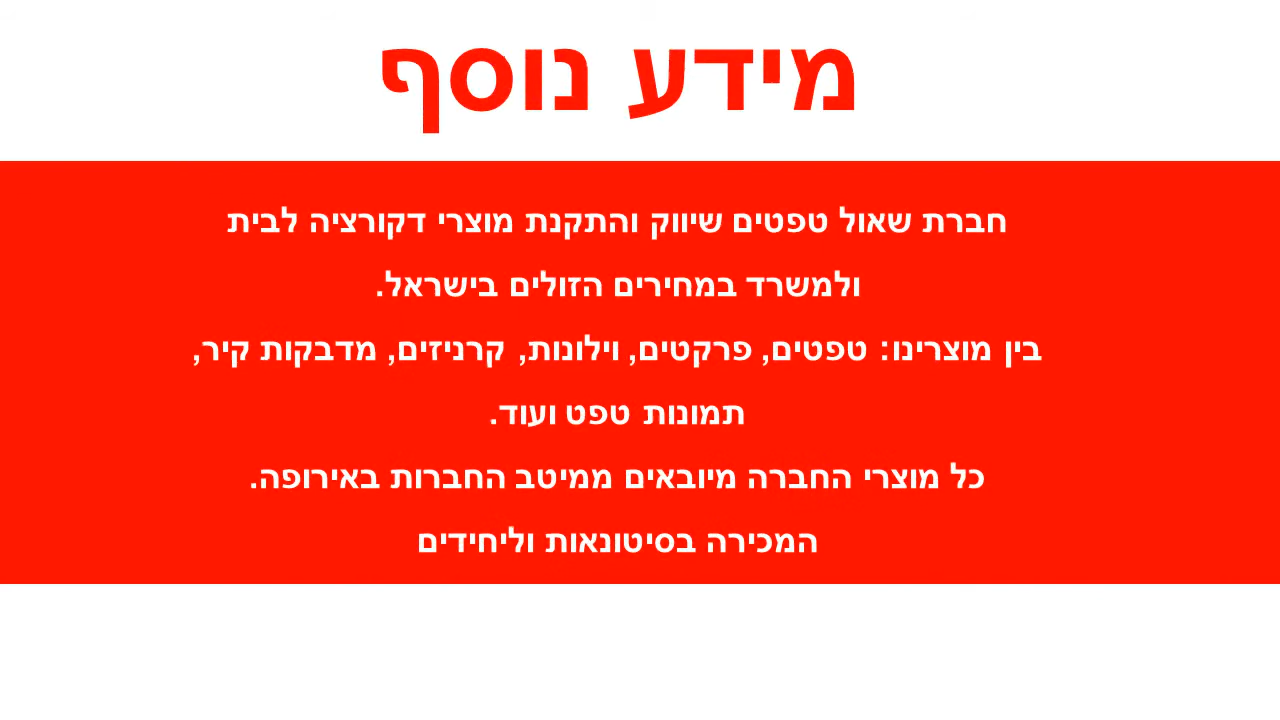 מידע נוסף
חברת שאול טפטים שיווק והתקנת מוצרי דקורציה לבית
ולמשרד במחירים הזולים בישראל.
בין מוצרינו: טפטים, פרקטים, וילונות, קרניזים, מדבקות קיר,
תמונות טפט ועוד.
כל מוצרי החברה מיובאים ממיטב החברות באירופה.
המכירה בסיטונאות וליחידים